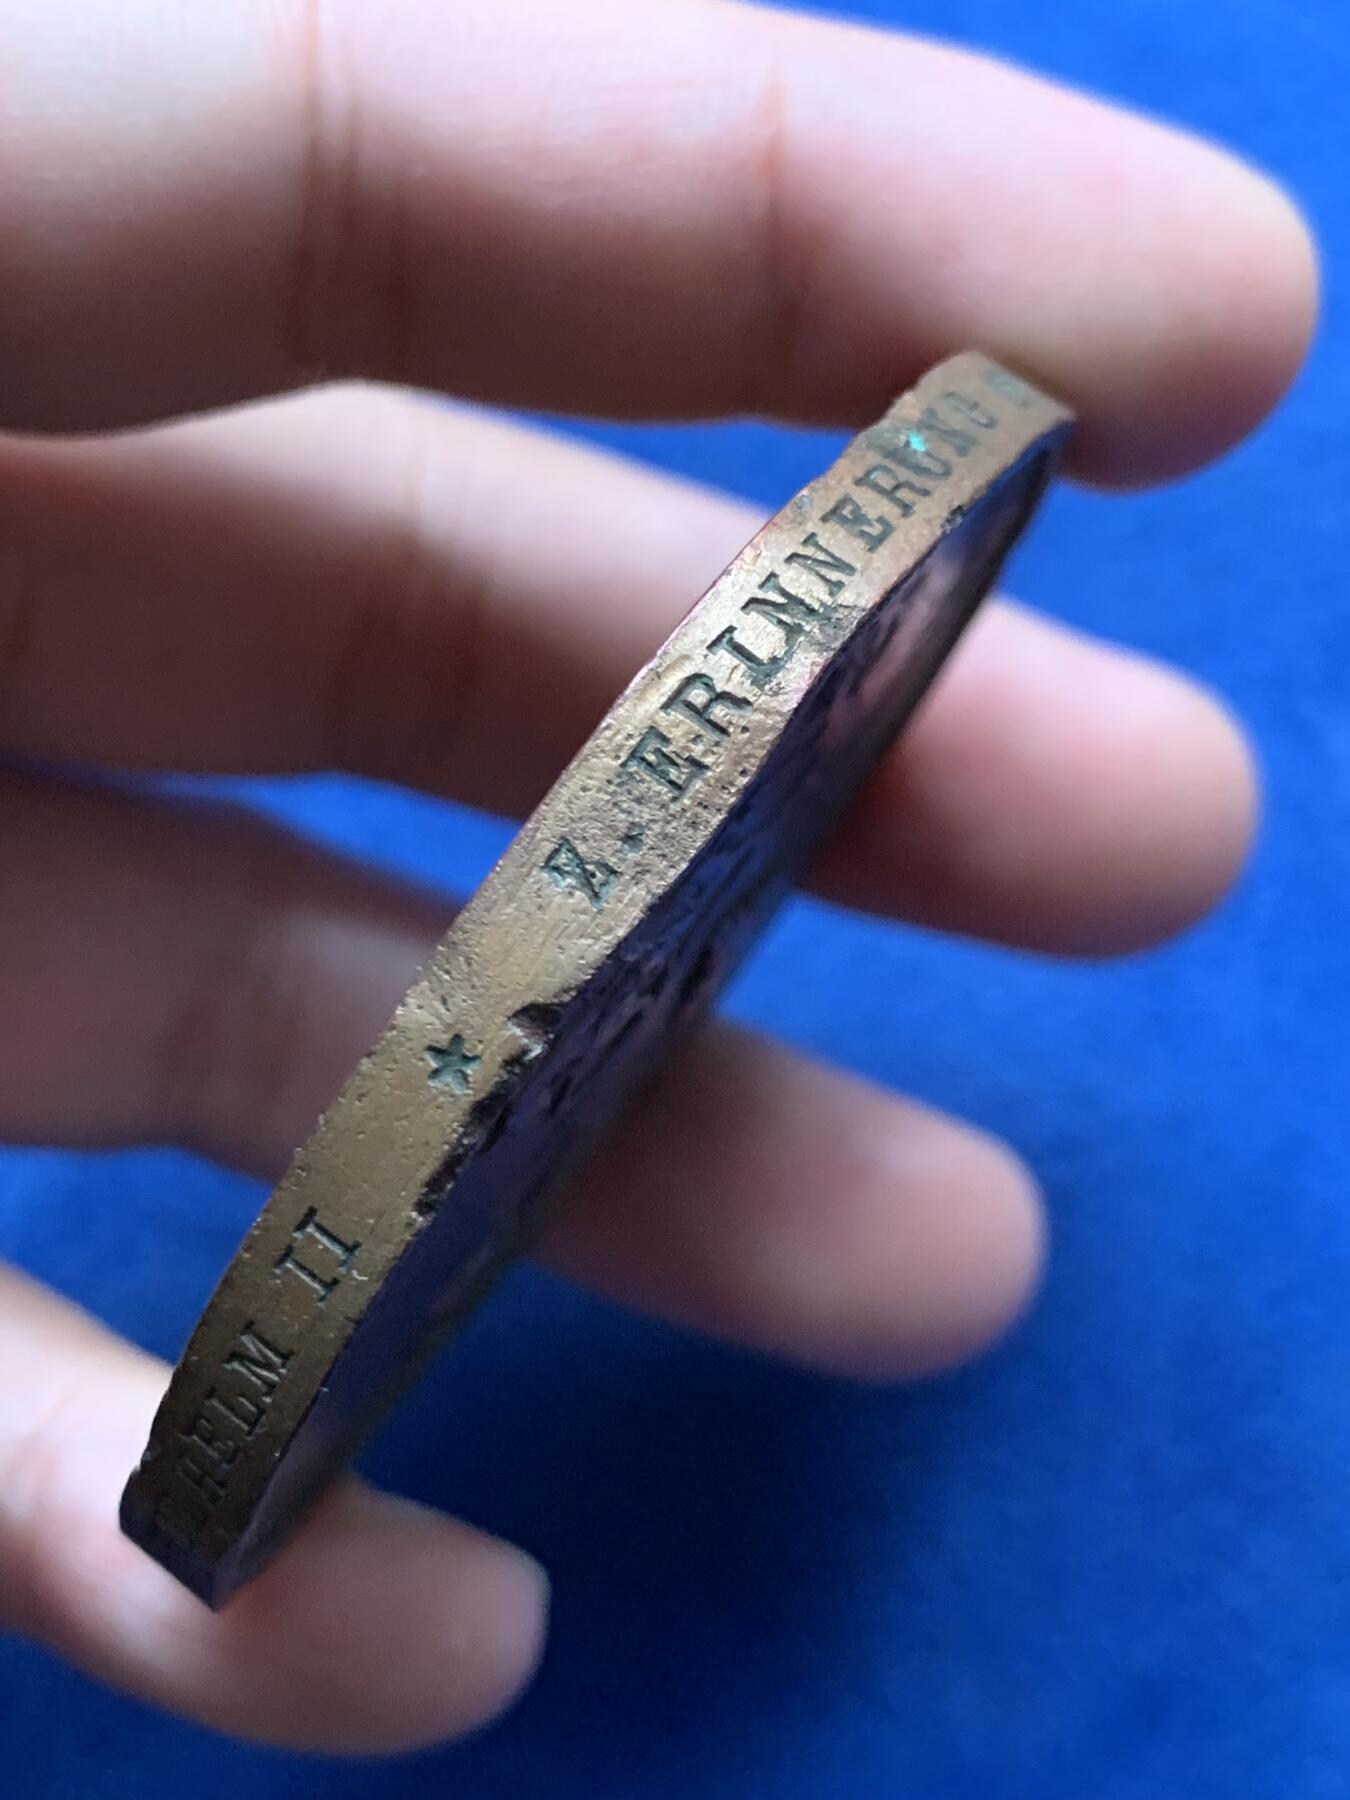 HELM II * Z. ERINNERUNG